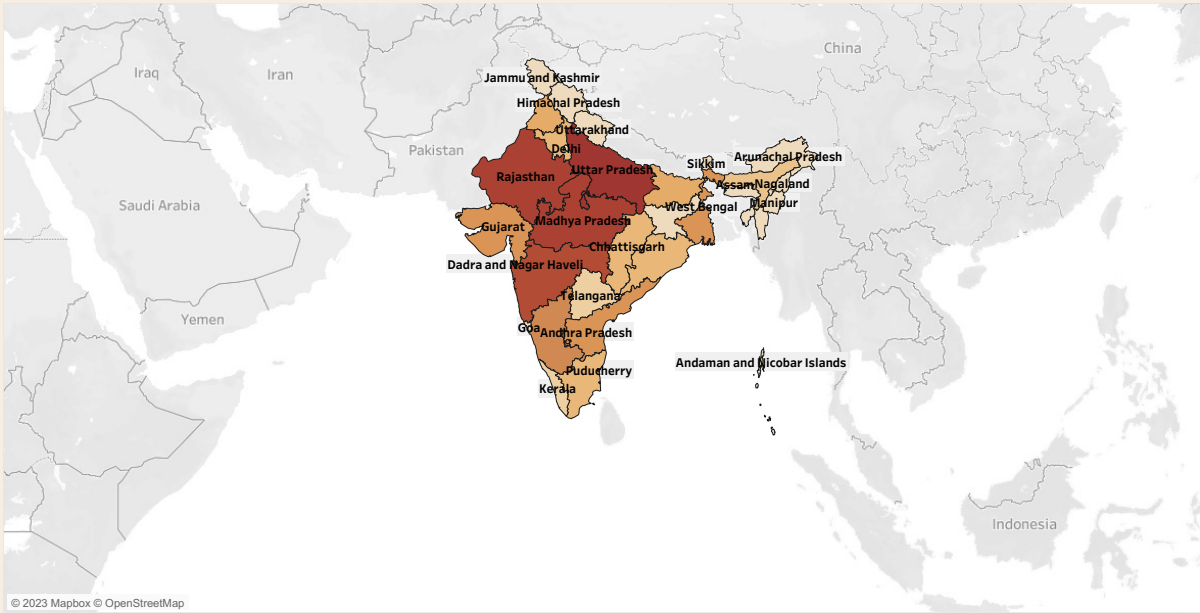 China
Iraq
Iran
Jammu and Kashmir
Himachal Pradesh
Uttarakhand
Delhi
Pakistan
Sikkim
Arunachal Pradesh
Uttar Pradesh
Rajasthan
Assam
Nagaland
Saudi Arabia
West Bengal
Manipur
Madhya Pradesh
Gujarat
Chhattisgarh
Dadra and Nagar Haveli
Telangana
Yemen
Goa
Andhra Pradesh
Andaman and Nicobar Islands
Puducherry
Kerala
Indonesia
© 2023 Mapbox © OpenStreetMap